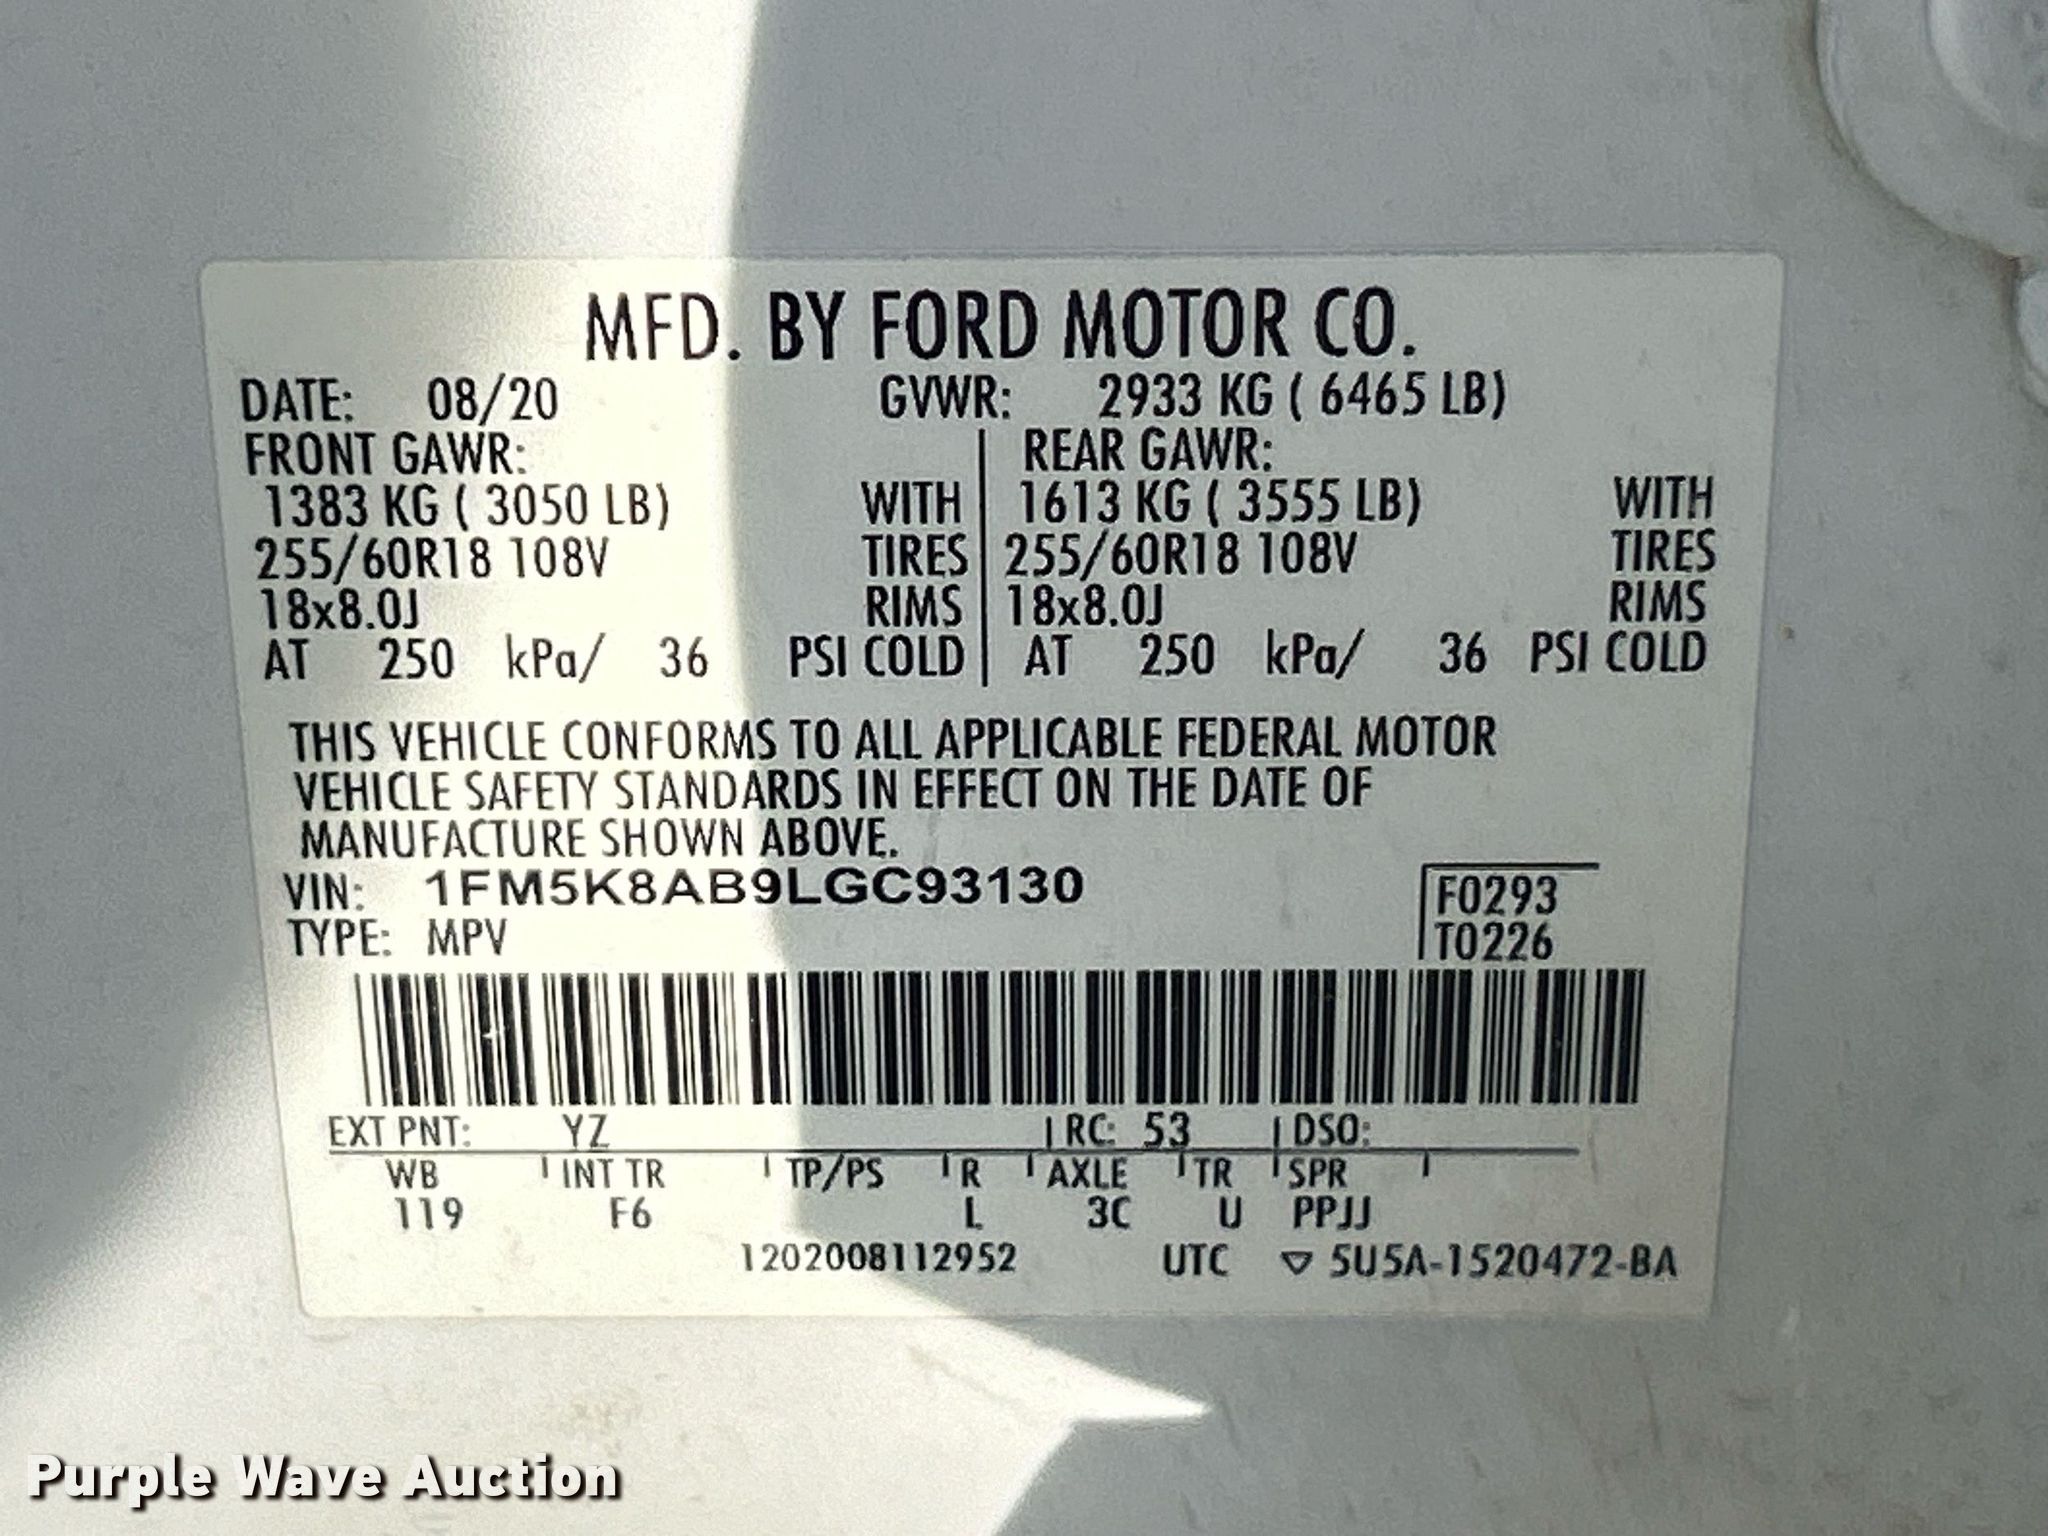 MFD. BY FORD MOTOR CO.
DATE: 08/20 GVWR: 2933 KG ( 6465 LB)
FRONT GAWR: REAR GAWR:
1383 KG ( 3050 LB) WITH 1613 KG ( 3555 LB) WITH
255/60R18 108V TIRES 255/60R18 108V TIRES
18x8.0J RIMS 18x8.0J RIMS
AT 250 kPa/ 36 PSI COLD AT 250 kPa/ 36 PSI COLD
THIS VEHICLE CONFORMS TO ALL APPLICABLE FEDERAL MOTOR
VEHICLE SAFETY STANDARDS IN EFFECT ON THE DATE OF
MANUFACTURE SHOWN ABOVE.
VIN: 1FM5K8AB9LGC93130 F0293
TYPE: MPV T0226
EXT PNT: YZ RC: 53 DSO:
WB INT TR TP/PS R AXLE TR SPR
119 F6 L 3C U PPJJ
1202008112952 UTC ▽ 5U5A-1520472-BA
Purple Wave Auction